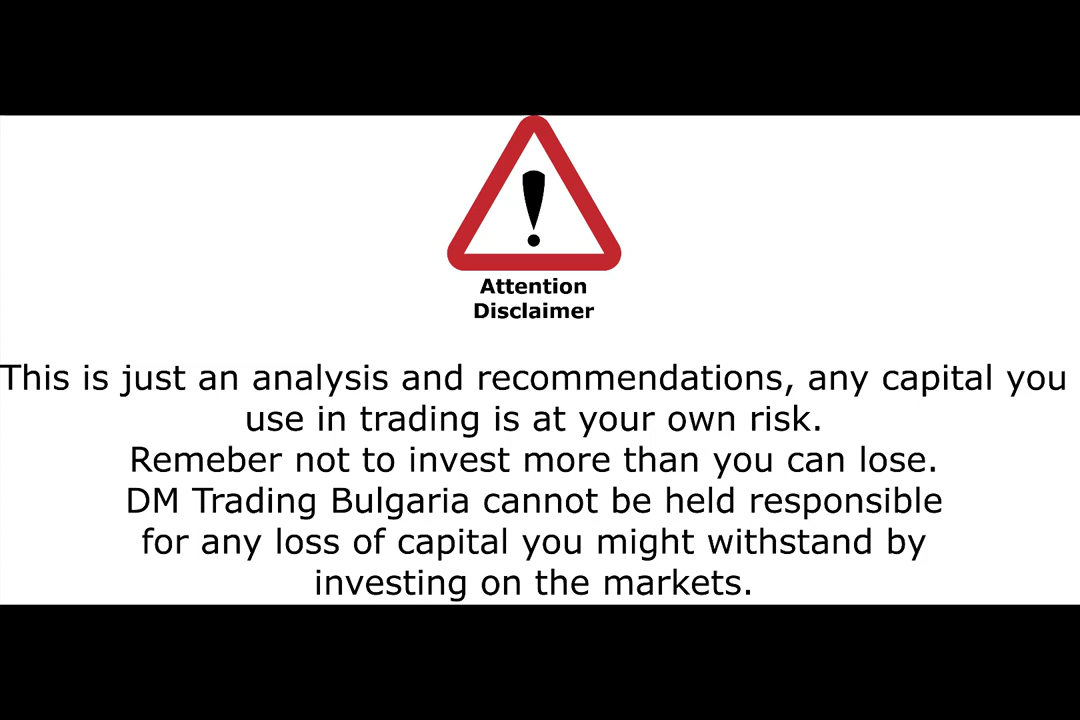 Attention
Disclaimer
This is just an analysis and recommendations, any capital you
use in trading is at your own risk.
Remeber not to invest more than you can lose.
DM Trading Bulgaria cannot be held responsible
for any loss of capital you might withstand by
investing on the markets.